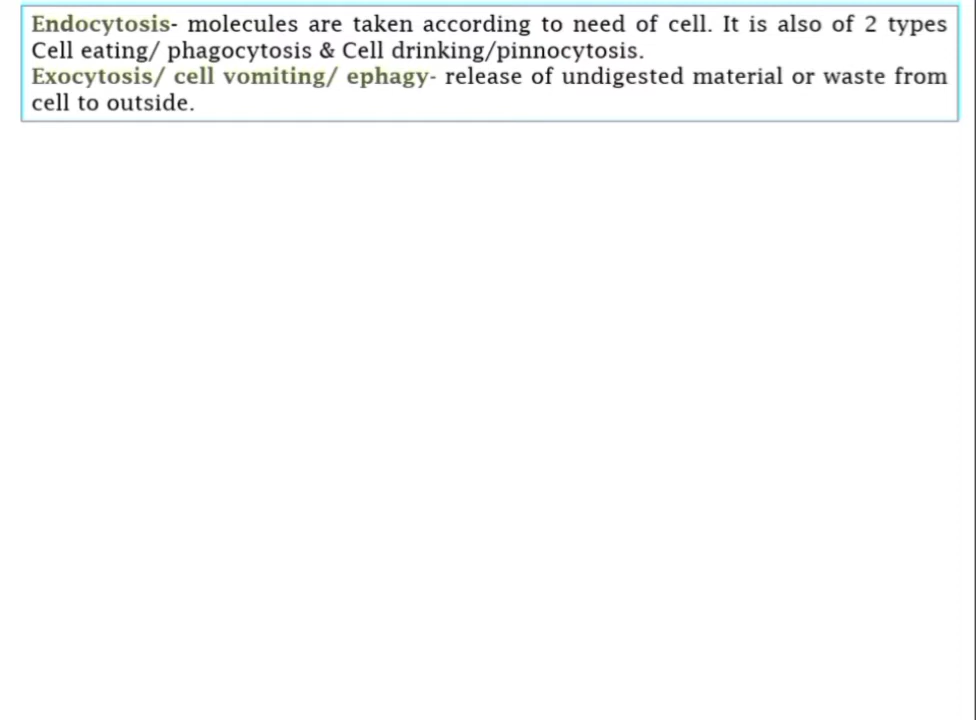 Endocytosis- molecules are taken according to need of cell. It is also of 2 types
Cell eating/ phagocytosis & Cell drinking/pinnocytosis.
Exocytosis/ cell vomiting/ ephagy- release of undigested material or waste from
cell to outside.